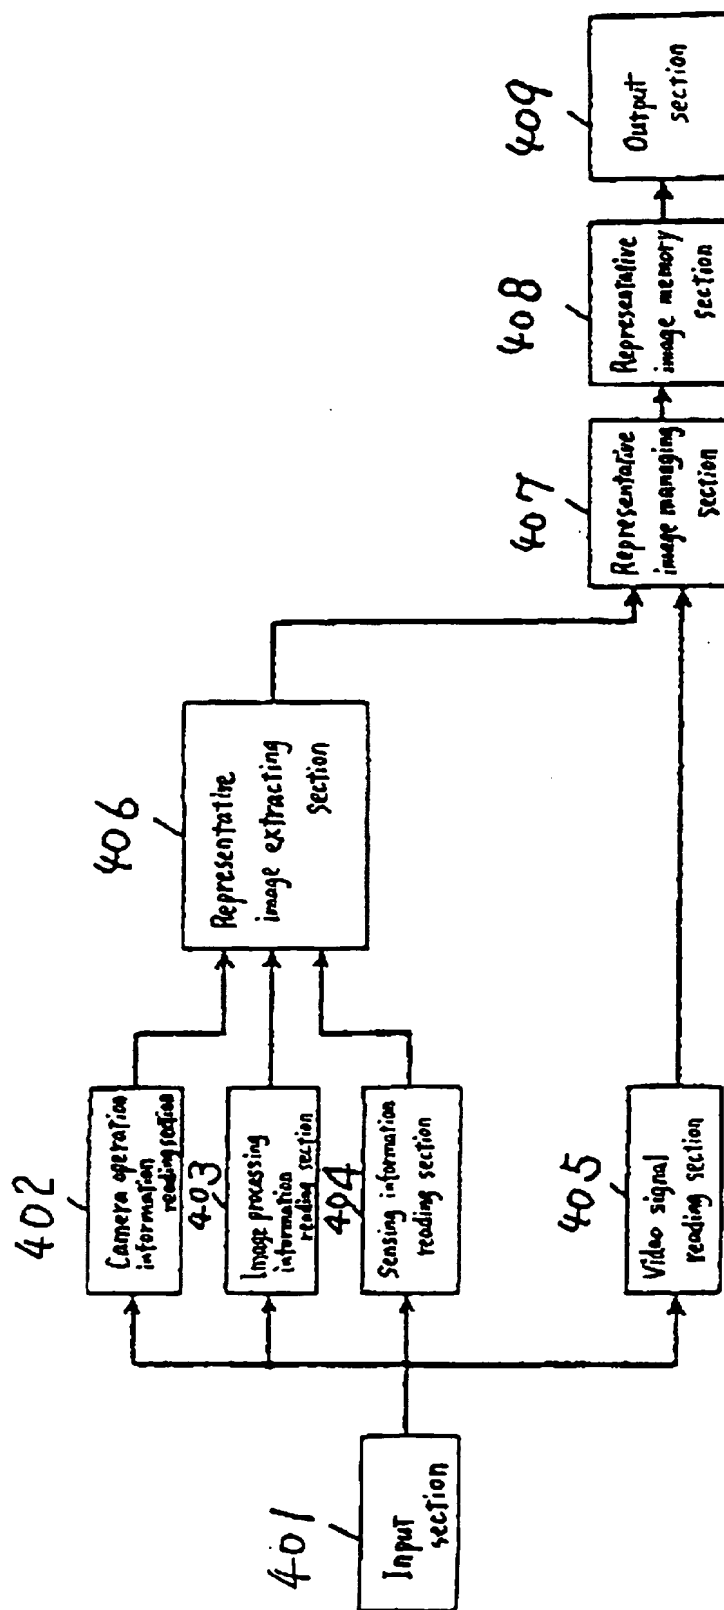 401
Input
section
402
Camera operation
information
reading section
403
Image processing
information
reading section
404
Sensing information
reading section
405
Video signal
reading section
406
Representative
image extracting
section
407
Representative
image managing
section
408
Representative
image memory
section
409
Output
section